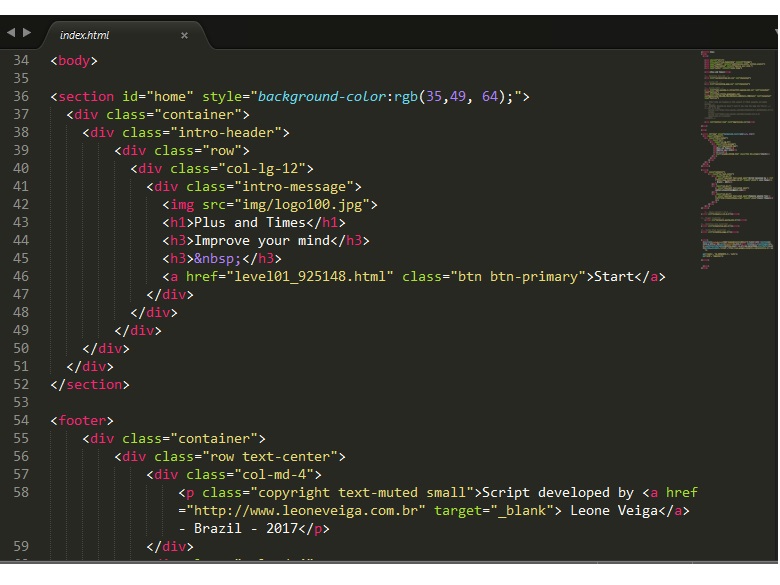 index.html ×
34 <body>
35
36 <section id="home" style="background-color:rgb(35,49, 64);">
37 <div class="container">
38 <div class="intro-header">
39 <div class="row">
40 <div class="col-lg-12">
41 <div class="intro-message">
42 <img src="img/logo100.jpg">
43 <h1>Plus and Times</h1>
44 <h3>Improve your mind</h3>
45 <h3>&nbsp;</h3>
46 <a href="level01_925148.html" class="btn btn-primary">Start</a>
47 </div>
48 </div>
49 </div>
50 </div>
51 </div>
52 </section>
53
54 <footer>
55 <div class="container">
56 <div class="row text-center">
57 <div class="col-md-4">
58 <p class="copyright text-muted small">Script developed by <a href
="http://www.leoneveiga.com.br" target="_blank"> Leone Veiga</a>
- Brazil - 2017</p>
59 </div>